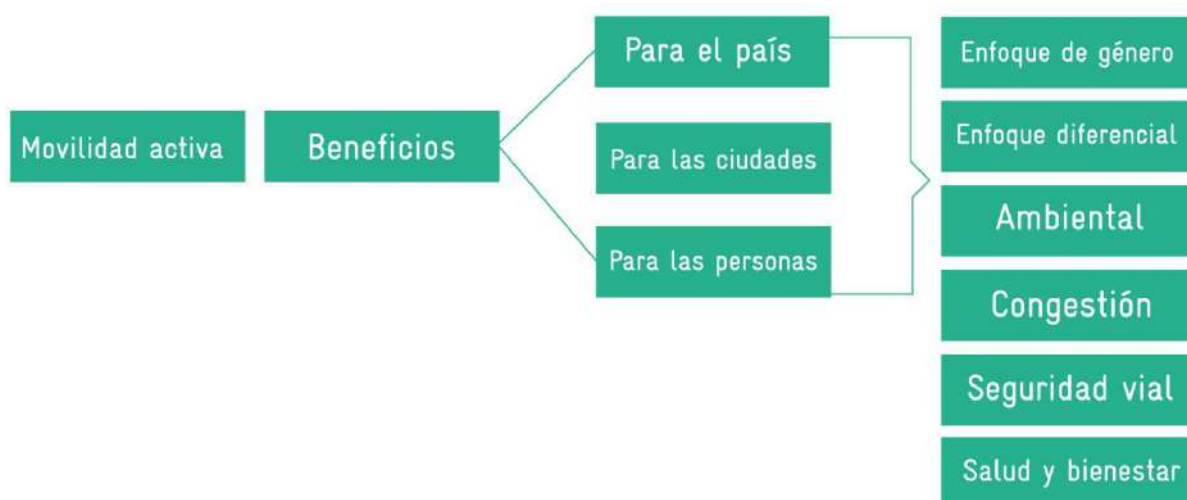 Movilidad activa
Beneficios
Para el país
Para las ciudades
Para las personas
Enfoque de género
Enfoque diferencial
Ambiental
Congestión
Seguridad vial
Salud y bienestar